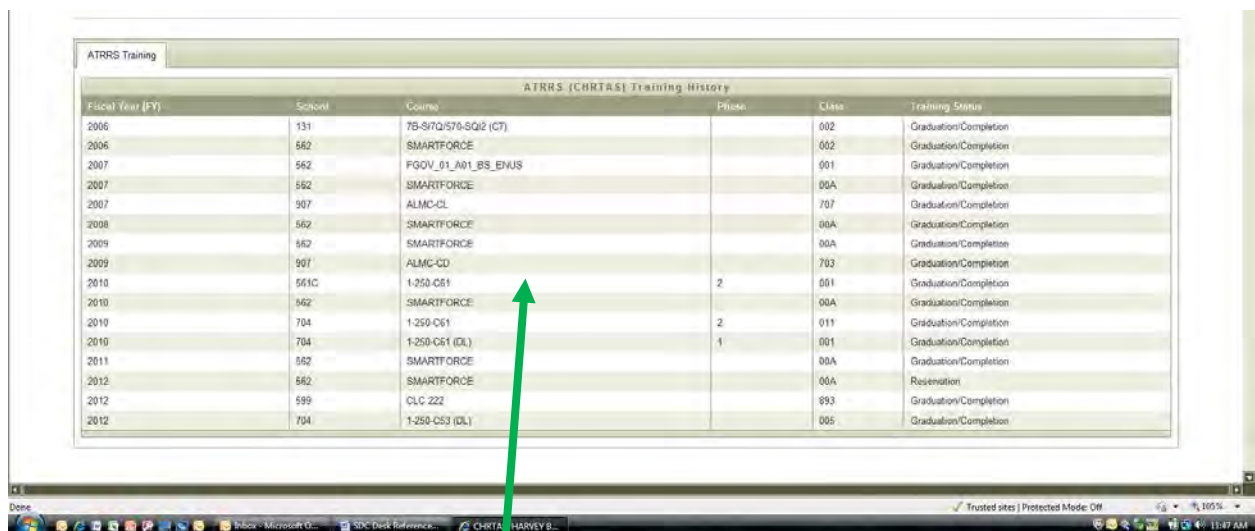 ATRRS Training
ATRRS (CHRTAS) Training History
Fiscal Year (FY) School Course Phase Class Training Status
2006 131 7B-SI7Q/570-SQI2 (CT) 002 Graduation/Completion
2006 562 SMARTFORCE 002 Graduation/Completion
2007 562 FGOV_01_A01_BS_ENUS 001 Graduation/Completion
2007 562 SMARTFORCE 00A Graduation/Completion
2007 907 ALMC-CL 707 Graduation/Completion
2008 562 SMARTFORCE 00A Graduation/Completion
2009 562 SMARTFORCE 00A Graduation/Completion
2009 907 ALMC-CD 703 Graduation/Completion
2010 561C 1-250-C61 2 001 Graduation/Completion
2010 562 SMARTFORCE 00A Graduation/Completion
2010 704 1-250-C61 2 011 Graduation/Completion
2010 704 1-250-C61 (DL) 1 001 Graduation/Completion
2011 562 SMARTFORCE 00A Graduation/Completion
2012 562 SMARTFORCE 00A Reservation
2012 599 CLC 222 893 Graduation/Completion
2012 704 1-250-C53 (DL) 005 Graduation/Completion
Done Trusted sites | Protected Mode: Off 105%
Inbox - Microsoft O... SDC Desk Reference... CHRTA HARVEY B... 11:47 AM